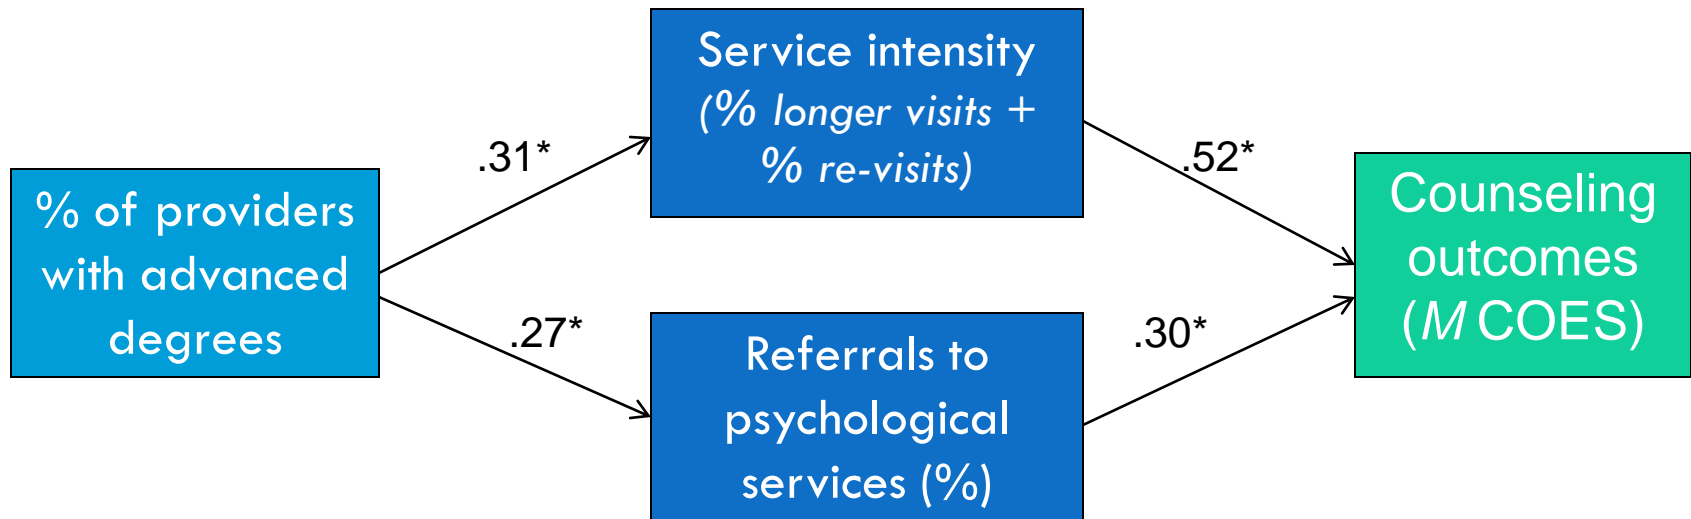 % of providers
with advanced
degrees
.31*
.27*
Service intensity
(% longer visits +
% re-visits)
Referrals to
psychological
services (%)
.52*
.30*
Counseling
outcomes
(M COES)